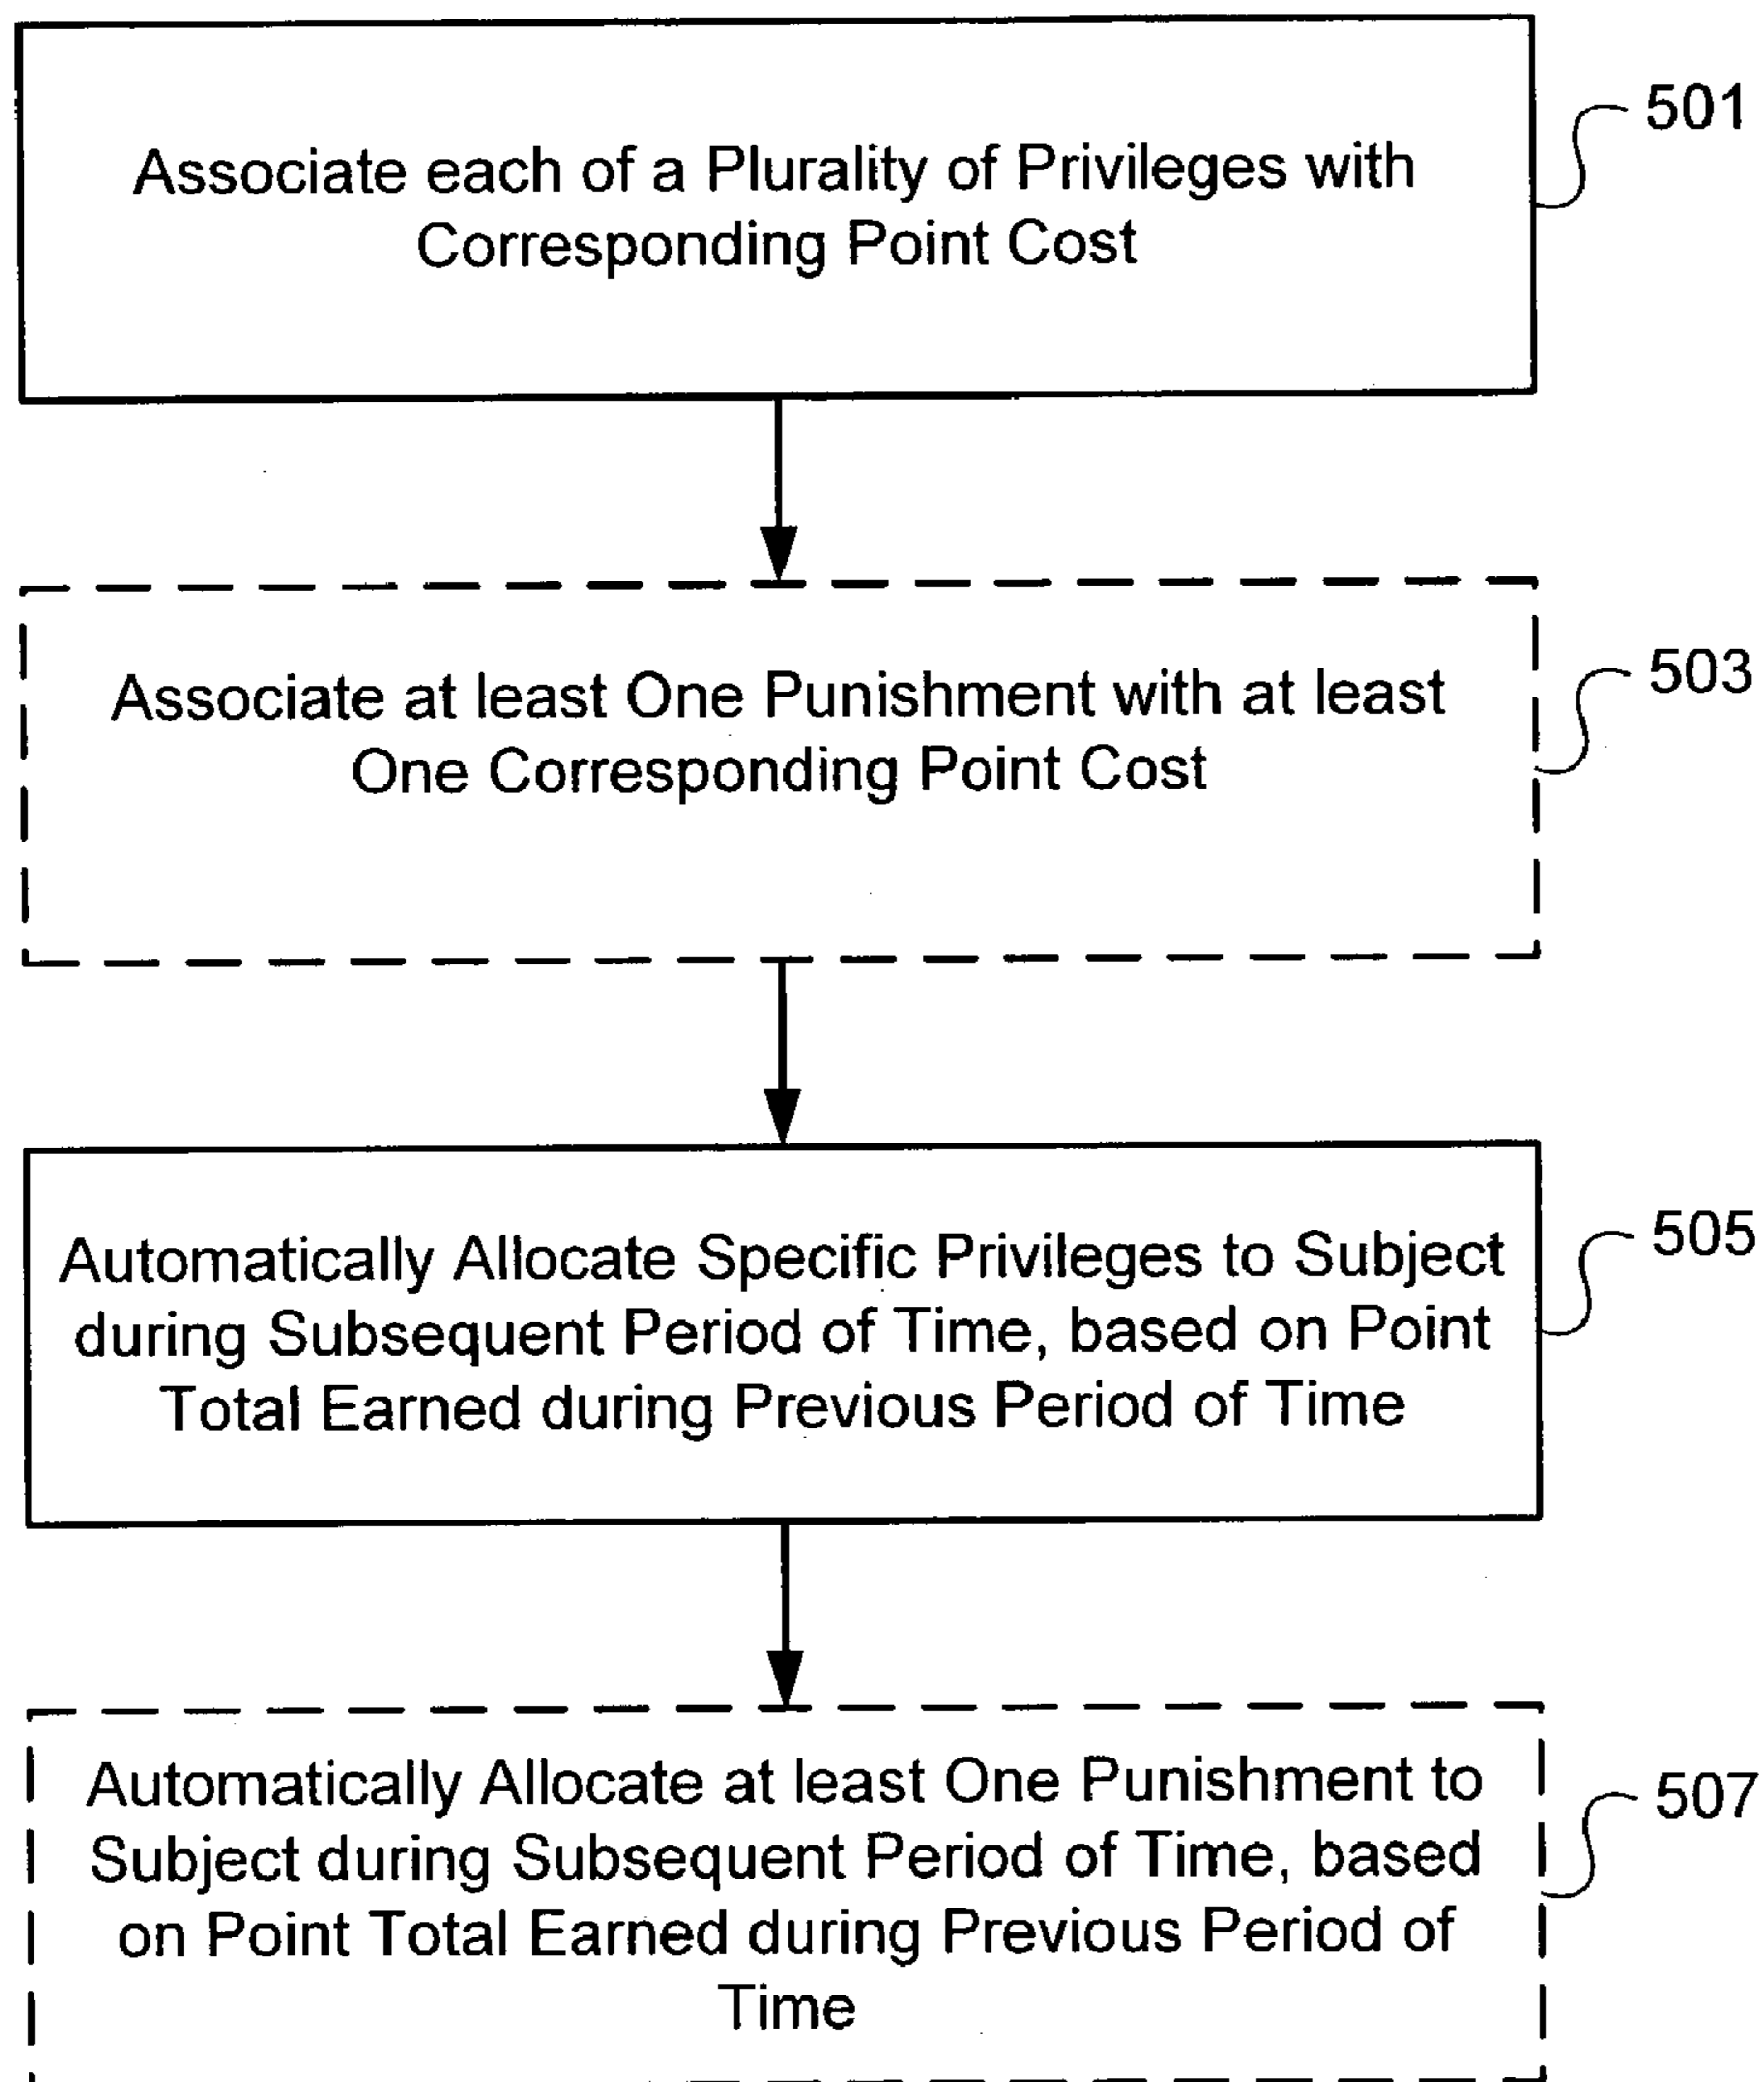 Associate each of a Plurality of Privileges with
Corresponding Point Cost
501
Associate at least One Punishment with at least
One Corresponding Point Cost
503
Automatically Allocate Specific Privileges to Subject
during Subsequent Period of Time, based on Point
Total Earned during Previous Period of Time
505
Automatically Allocate at least One Punishment to
Subject during Subsequent Period of Time, based
on Point Total Earned during Previous Period of
Time
507